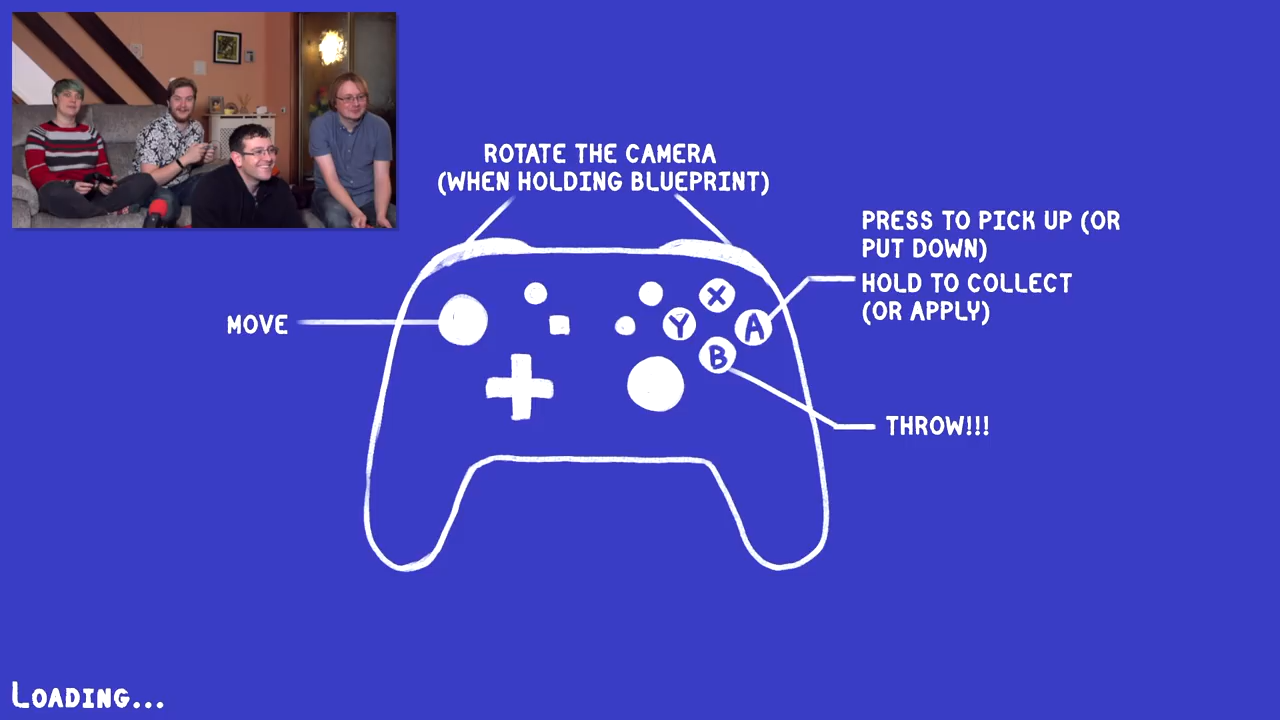 ROTATE THE CAMERA
(WHEN HOLDING BLUEPRINT)
PRESS TO PICK UP (OR
PUT DOWN)
HOLD TO COLLECT
(OR APPLY)
MOVE
X
Y
A
B
THROW!!!
LOADING...